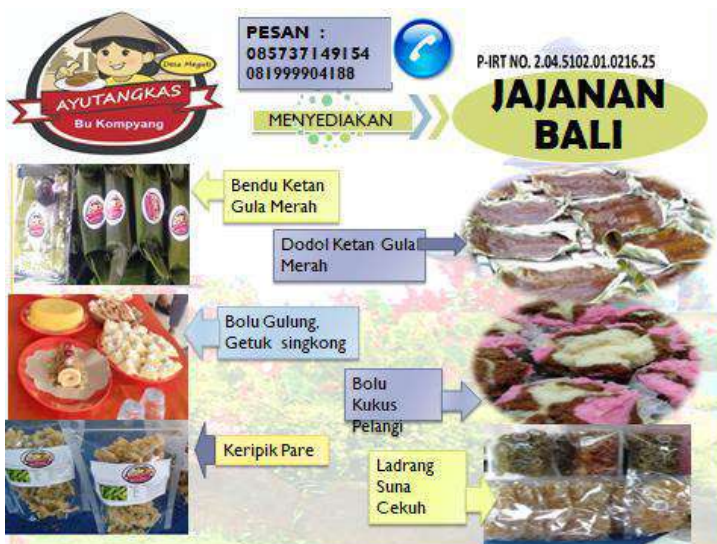 Desa Megati
AYUTANGKAS
Bu Kompyang
PESAN :
085737149154
081999904188
MENYEDIAKAN
P-IRT NO. 2.04.5102.01.0216.25
JAJANAN
BALI
Bendu Ketan
Gula Merah
Dodol Ketan Gula
Merah
Bolu Gulung,
Getuk singkong
Bolu
Kukus
Pelangi
Keripik Pare
Ladrang
Suna
Cekuh